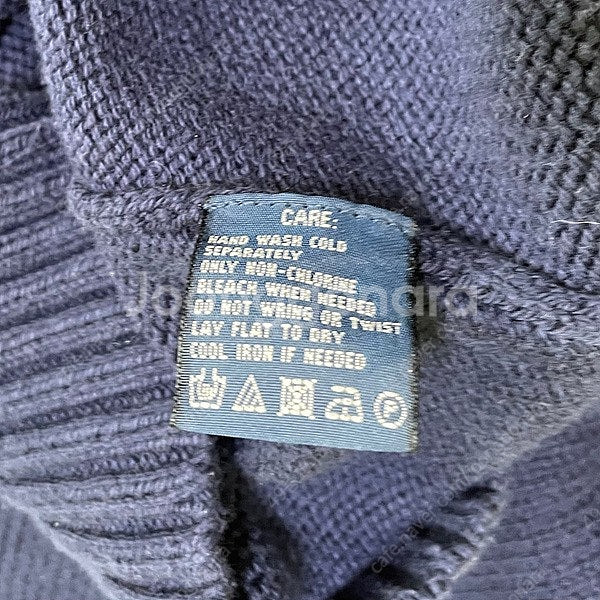 CARE:
HAND WASH COLD
SEPARATELY
ONLY NON-CHLORINE
BLEACH WHEN NEEDED
DO NOT WRING OR TWIST
LAY FLAT TO DRY
COOL IRON IF NEEDED
P